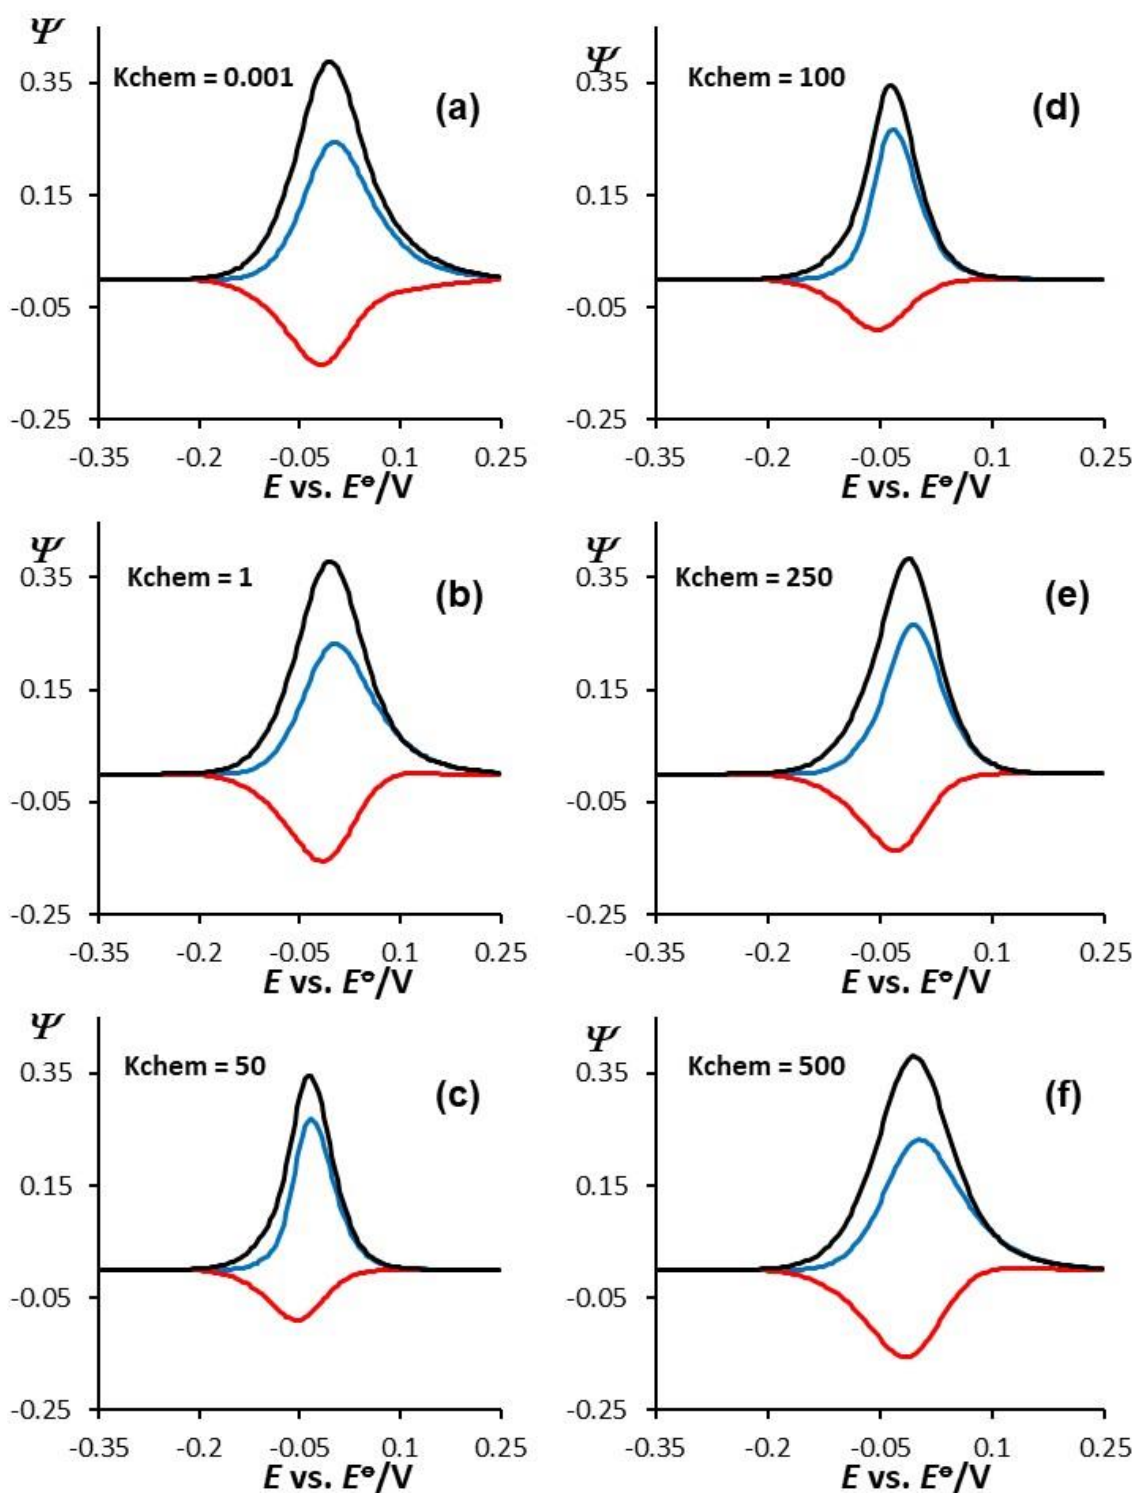 Ψ
Kchem = 0.001
(a)
0.35
0.15
-0.05
-0.25
-0.35 -0.2 -0.05 0.1 0.25
E vs. E°/V
Ψ
Kchem = 100
(d)
0.35
0.15
-0.05
-0.25
-0.35 -0.2 -0.05 0.1 0.25
E vs. E°/V
Ψ
Kchem = 1
(b)
0.35
0.15
-0.05
-0.25
-0.35 -0.2 -0.05 0.1 0.25
E vs. E°/V
Ψ
Kchem = 250
(e)
0.35
0.15
-0.05
-0.25
-0.35 -0.2 -0.05 0.1 0.25
E vs. E°/V
Ψ
Kchem = 50
(c)
0.35
0.15
-0.05
-0.25
-0.35 -0.2 -0.05 0.1 0.25
E vs. E°/V
Ψ
Kchem = 500
(f)
0.35
0.15
-0.05
-0.25
-0.35 -0.2 -0.05 0.1 0.25
E vs. E°/V